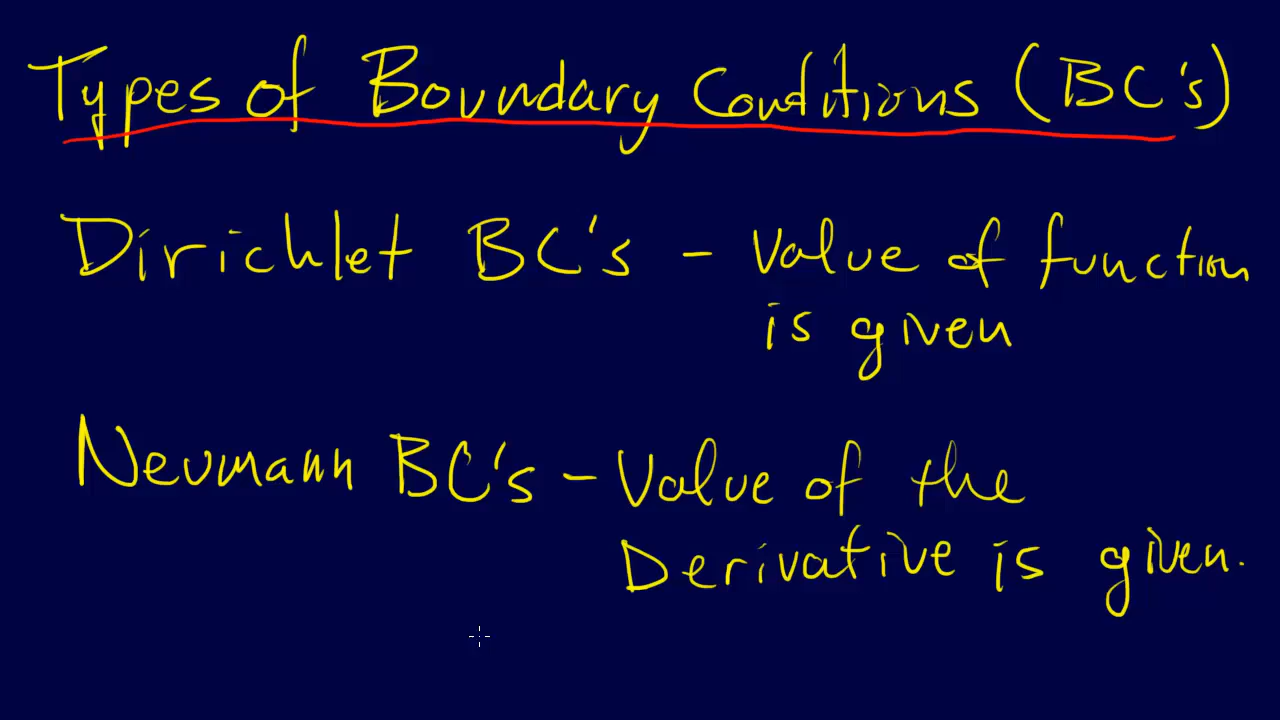 Types of Boundary Conditions (BC's)
Dirichlet BC's - Value of function
is given
Neumann BC's - Value of the
Derivative is given.